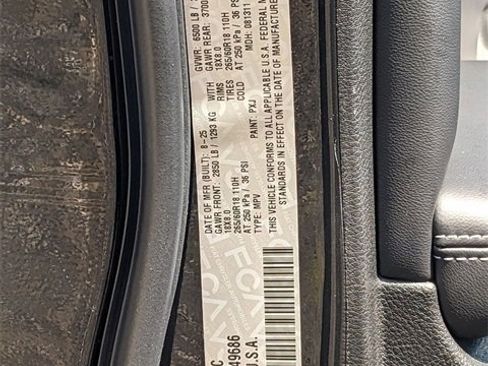 DATE OF MFR (BUILT): 8-25 GVWR: 6500 LB /
GAWR FRONT: 2850 LB / 1293 KG WITH GAWR REAR: 3700
18X8.0 RIMS 18X8.0
265/60R18 110H TIRES 265/60R18 110H
AT 250 kPa / 36 PSI COLD AT 250 kPa / 36 PSI
TYPE: MPV PAINT: PXJ MDH: 081311
THIS VEHICLE CONFORMS TO ALL APPLICABLE U.S.A. FEDERAL M
STANDARDS IN EFFECT ON THE DATE OF MANUFACTURE
C
49686
U.S.A.
FCA